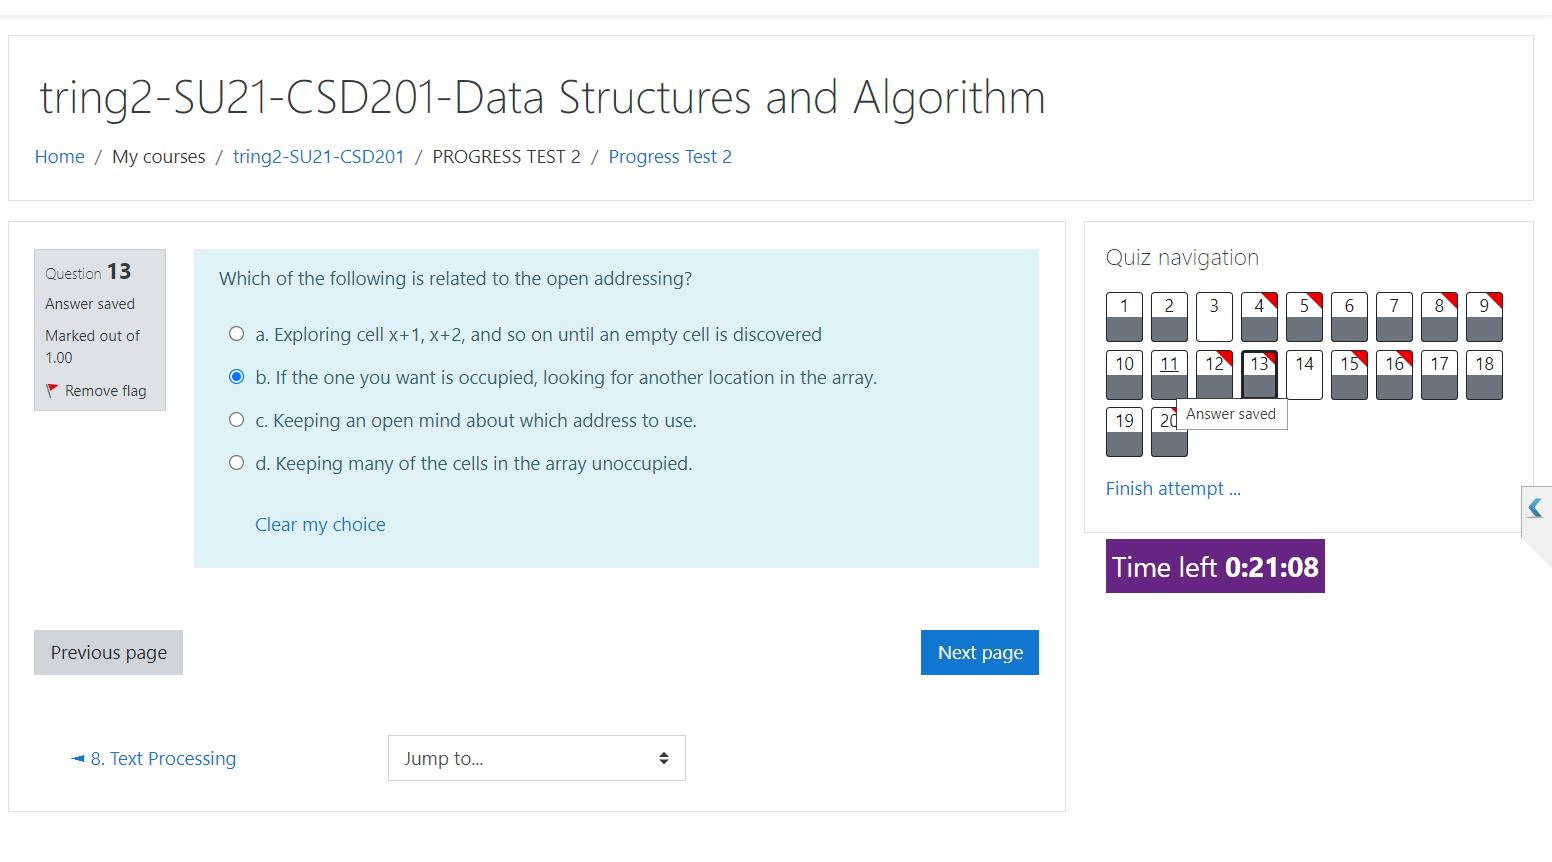 tring2-SU21-CSD201-Data Structures and Algorithm
Home / My courses / tring2-SU21-CSD201 / PROGRESS TEST 2 / Progress Test 2
Question 13
Answer saved
Marked out of
1.00
Remove flag
Which of the following is related to the open addressing?
a. Exploring cell x+1, x+2, and so on until an empty cell is discovered
b. If the one you want is occupied, looking for another location in the array.
c. Keeping an open mind about which address to use.
d. Keeping many of the cells in the array unoccupied.
Clear my choice
Previous page
Next page
◄ 8. Text Processing
Jump to...
Quiz navigation
1 2 3 4 5 6 7 8 9
10 11 12 13 14 15 16 17 18
19 20
Answer saved
Finish attempt ...
Time left 0:21:08